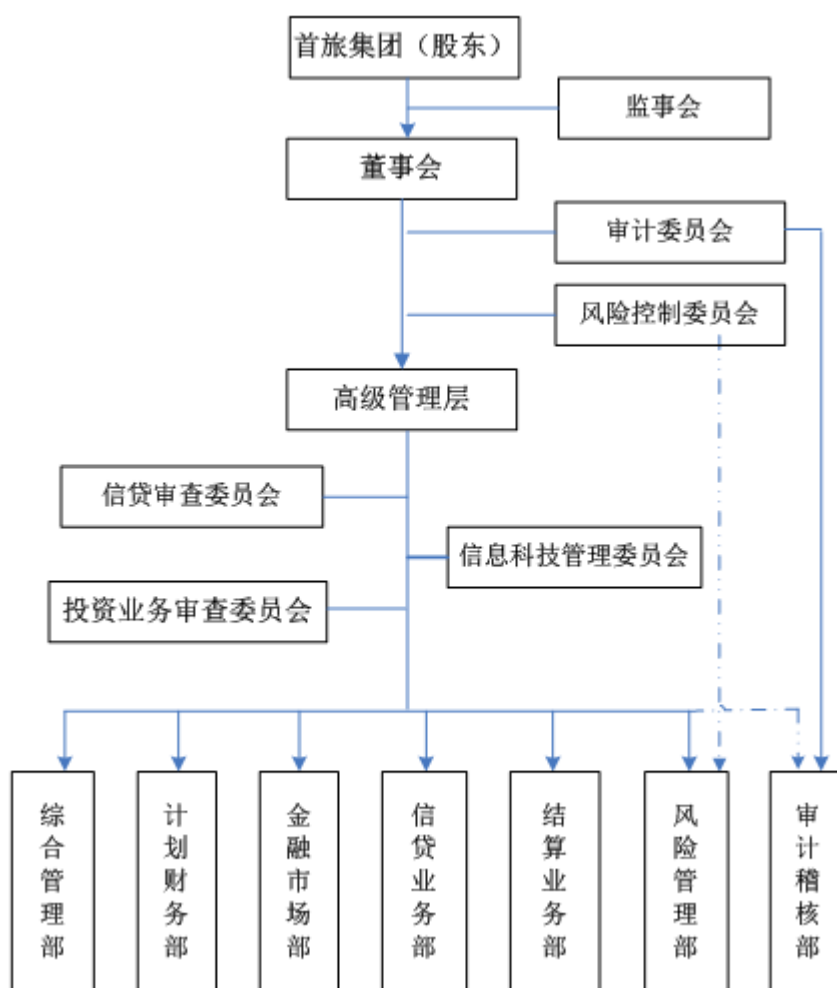 首旅集团（股东）
监事会
董事会
审计委员会
风险控制委员会
高级管理层
信贷审查委员会
信息科技管理委员会
投资业务审查委员会
综合管理部
计划财务部
金融市场部
信贷业务部
结算业务部
风险管理部
审计稽核部